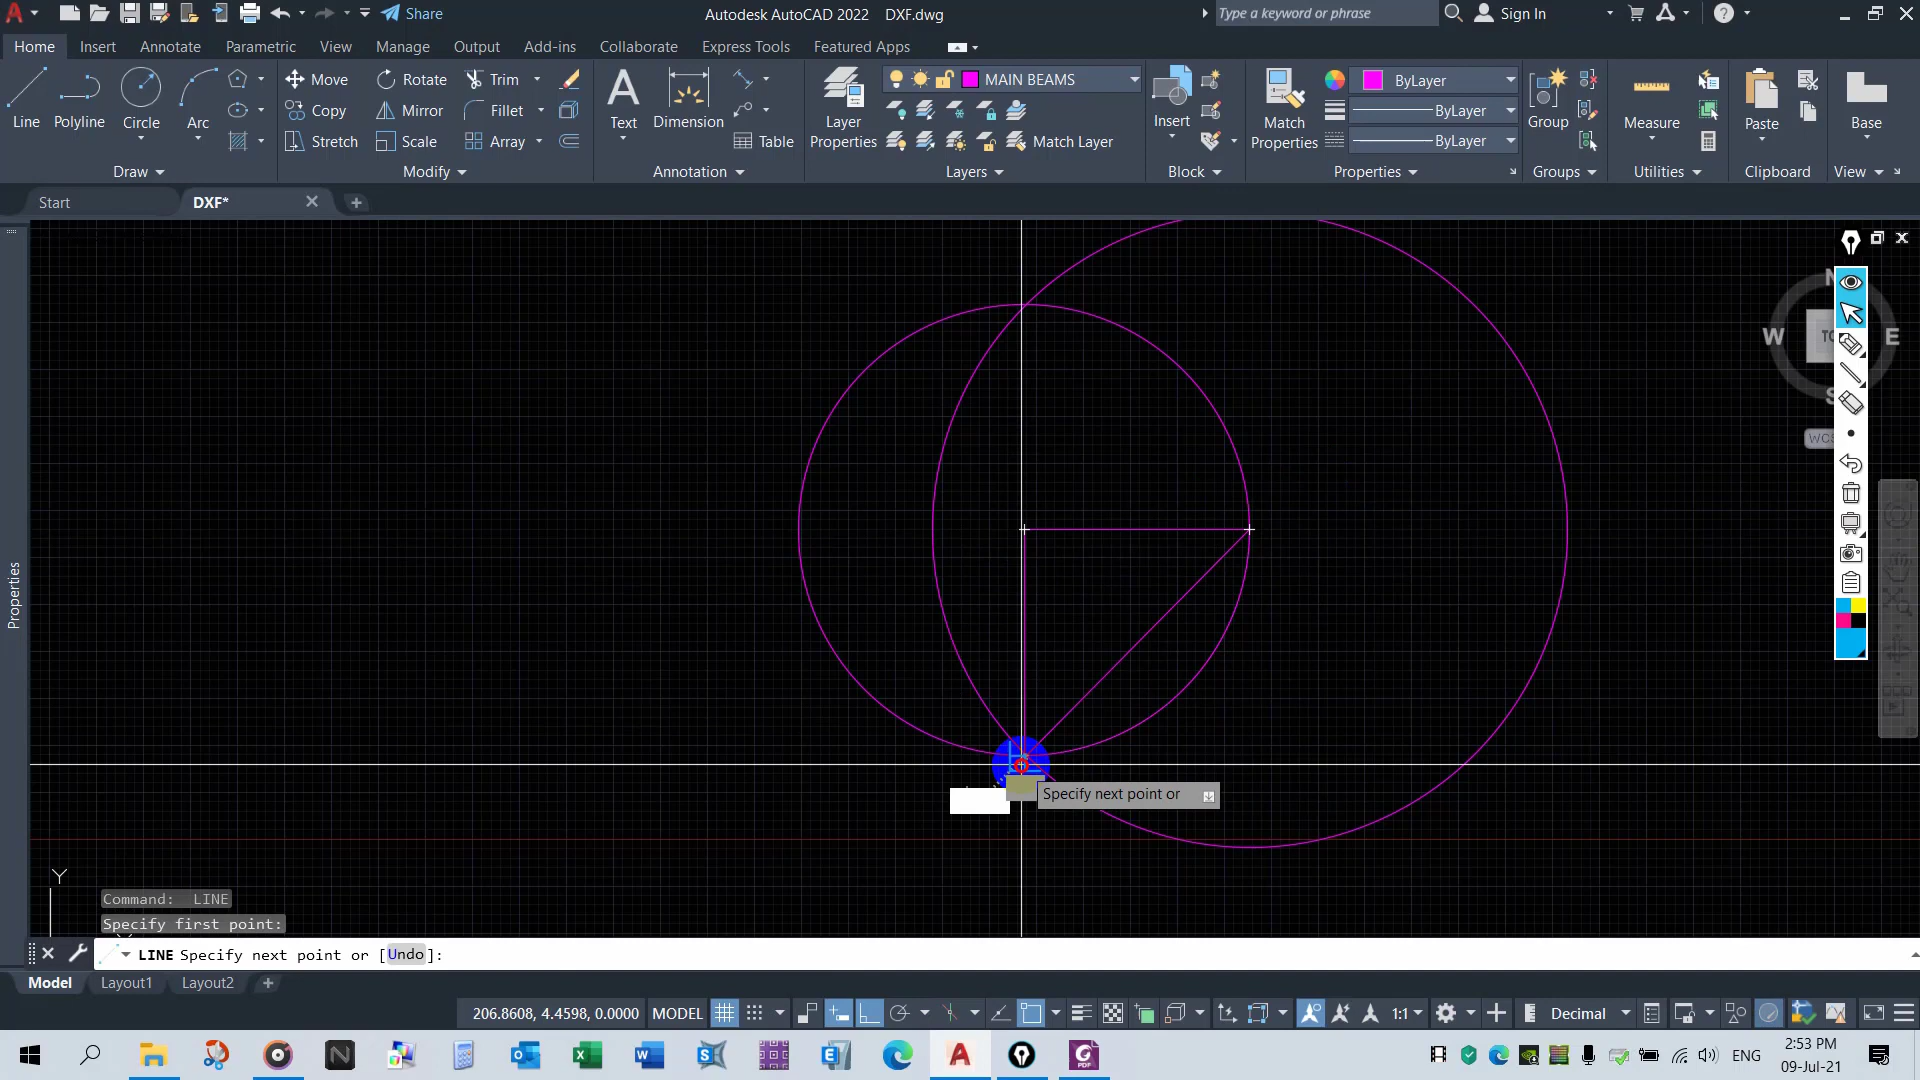 A Share Autodesk AutoCAD 2022 DXF.dwg Type a keyword or phrase Sign In ?
Home Insert Annotate Parametric View Manage Output Add-ins Collaborate Express Tools Featured Apps
Line Polyline Circle Arc
Move Rotate Trim
Copy Mirror Fillet
Stretch Scale Array
A
Text Dimension
Table
Layer Properties
MAIN BEAMS
Match Layer
Insert
Match Properties
ByLayer
ByLayer
ByLayer
Group
Measure
Paste
Base
Draw Modify Annotation Layers Block Properties Groups Utilities Clipboard View
Start DXF* +
N
W E
S
Properties
Specify next point or
Y
Command: LINE
Specify first point:
LINE Specify next point or [Undo]:
Model Layout1 Layout2 +
206.8608, 4.4598, 0.0000 MODEL 1:1 Decimal
ENG 2:53 PM
09-Jul-21